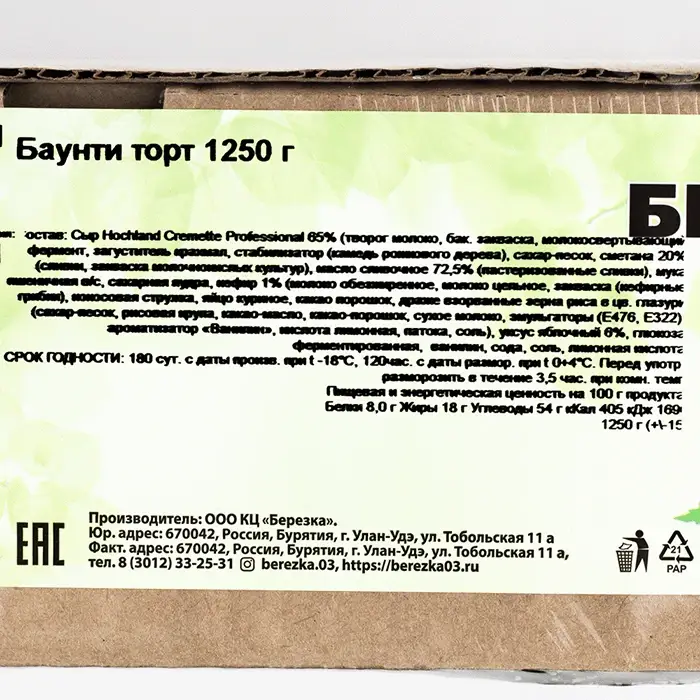 Баунти торт 1250 г
БЕ
остав: Сыр Hochland Cremette Professional 65% (творог молоко, бак. закваска, молокосвертывающий
фермент, загуститель крахмал, стабилизатор (камедь рожкового дерева), сахар-песок, сметана 20%
(сливки, закваска молочнокислых культур), масло сливочное 72,5% (пастеризованные сливки), мука
пшеничная в/с, сахарная пудра, кефир 1% (молоко обезжиренное, молоко цельное, закваска (кефирные
грибки), кокосовая стружка, яйцо куриное, какао порошок, драже взорванные зерна риса в цв. глазури
(сахар-песок, рисовая крупа, какао-масло, какао-порошок, сухое молоко, эмульгаторы (Е476, Е322)
ароматизатор «Ванилин», кислота лимонная, патока, соль), уксус яблочный 6%, глюкоза
ферментированная, ванилин, сода, соль, лимонная кислота
СРОК ГОДНОСТИ: 180 сут. с даты произв. при t -18°С, 120час. с даты размор. при t 0+4°С. Перед употр
разморозить в течение 3,5 час. при комн. темп
Пищевая и энергетическая ценность на 100 г продукта
Белки 8,0 г Жиры 18 г Углеводы 54 г кКал 405 кДж 169
1250 г (+\-15
ЕАС
Производитель: ООО КЦ «Березка».
Юр. адрес: 670042, Россия, Бурятия, г. Улан-Удэ, ул. Тобольская 11 а
Факт. адрес: 670042, Россия, Бурятия, г. Улан-Удэ, ул. Тобольская 11 а,
тел. 8 (3012) 33-25-31 berezka.03, https://berezka03.ru
21
PAP